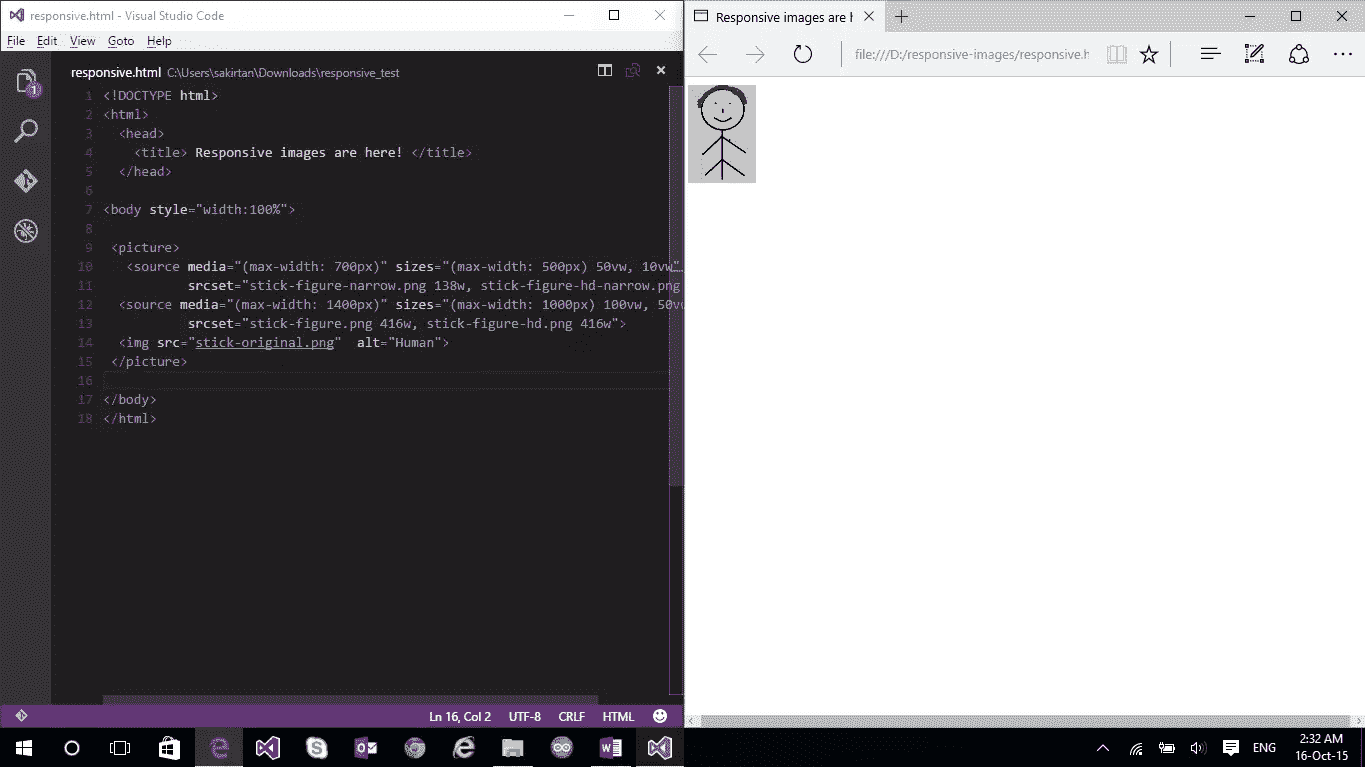 responsive.html - Visual Studio Code
File Edit View Goto Help
1
responsive.html C:\Users\sakirtan\Downloads\responsive_test
1 <!DOCTYPE html>
2 <html>
3 <head>
4 <title> Responsive images are here! </title>
5 </head>
6
7 <body style="width:100%">
8
9 <picture>
10 <source media="(max-width: 700px)" sizes="(max-width: 500px) 50vw, 10vw"
11 srcset="stick-figure-narrow.png 138w, stick-figure-hd-narrow.png
12 <source media="(max-width: 1400px)" sizes="(max-width: 1000px) 100vw, 50vw
13 srcset="stick-figure.png 416w, stick-figure-hd.png 416w">
14 <img src="stick-original.png"  alt="Human">
15 </picture>
16
17 </body>
18 </html>
Ln 16, Col 2 UTF-8 CRLF HTML
Responsive images are h
file:///D:/responsive-images/responsive.h
ENG
2:32 AM
16-Oct-15